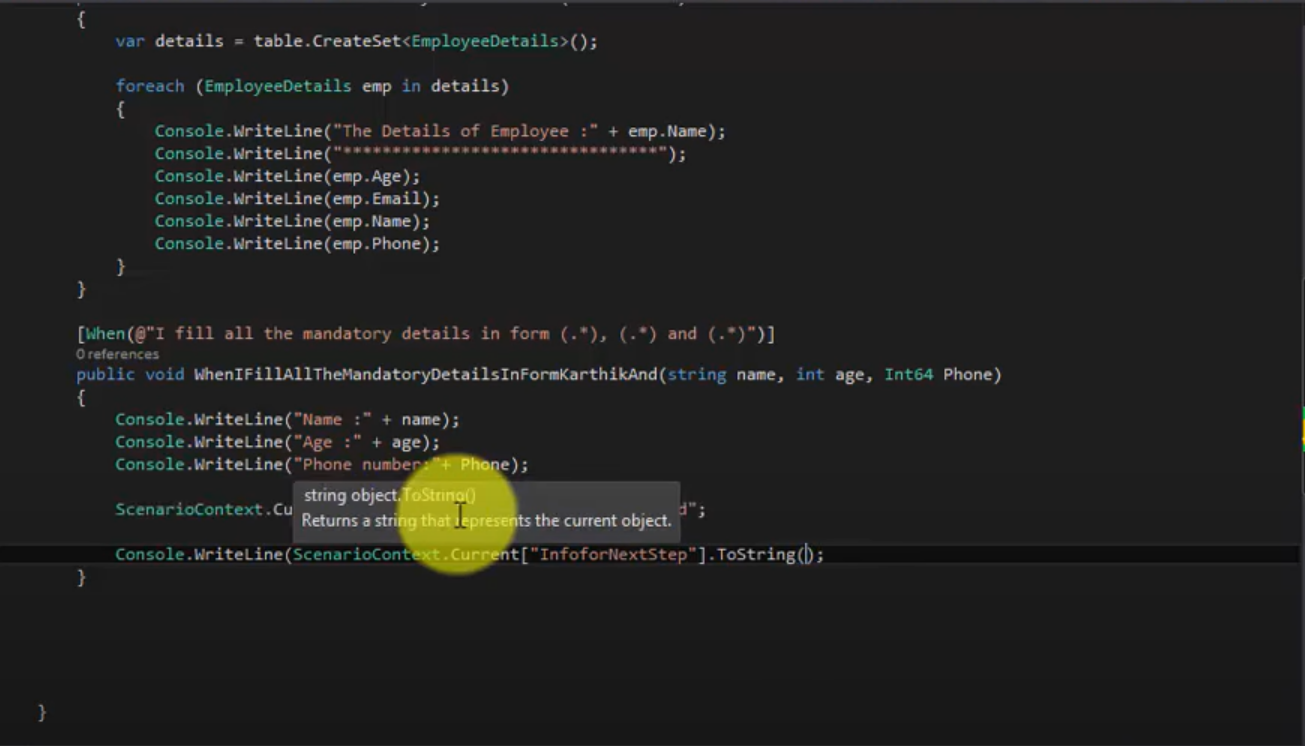 {
var details = table.CreateSet<EmployeeDetails>();
foreach (EmployeeDetails emp in details)
{
Console.WriteLine("The Details of Employee :" + emp.Name);
Console.WriteLine("********************************");
Console.WriteLine(emp.Age);
Console.WriteLine(emp.Email);
Console.WriteLine(emp.Name);
Console.WriteLine(emp.Phone);
}
}
[When(@"I fill all the mandatory details in form (.*), (.*) and (.*)")]
0 references
public void WhenIFillAllTheMandatoryDetailsInFormKarthikAnd(string name, int age, Int64 Phone)
{
Console.WriteLine("Name :" + name);
Console.WriteLine("Age :" + age);
Console.WriteLine("Phone number:"+ Phone);
string object.ToString()
ScenarioContext.Cu d";
Returns a string that represents the current object.
Console.WriteLine(ScenarioContext.Current["InfoforNextStep"].ToString();
}
}